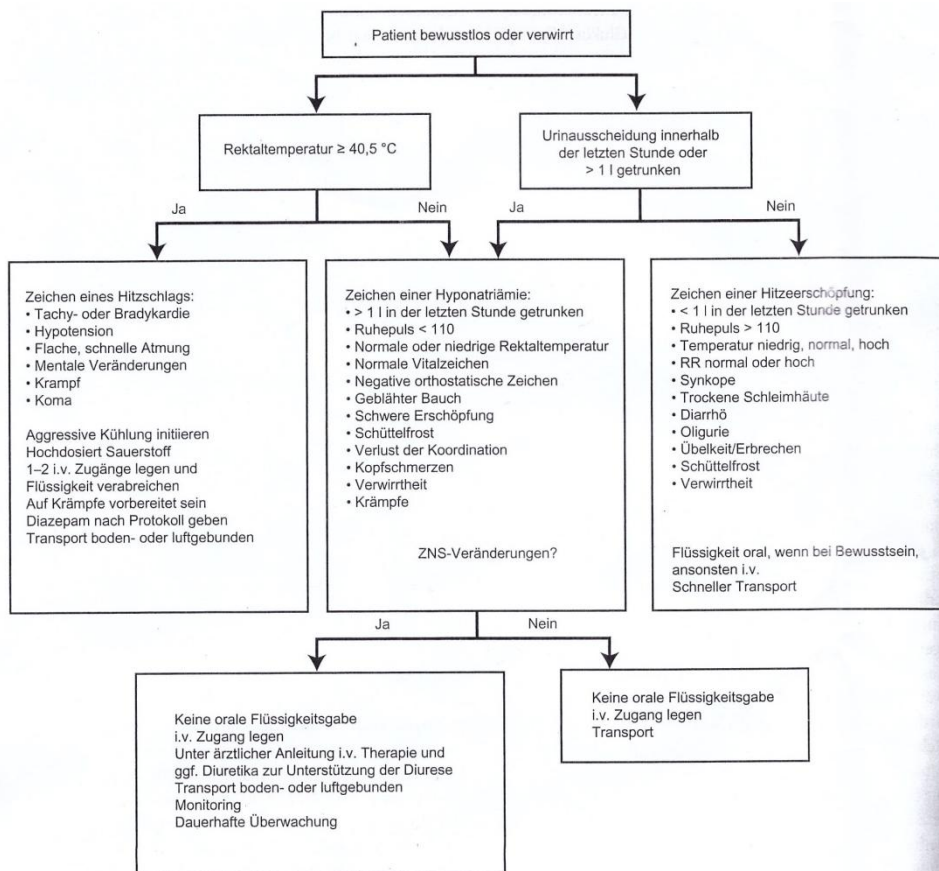 Patient bewusstlos oder verwirrt
Rektaltemperatur ≥ 40,5 °C
Urinausscheidung innerhalb
der letzten Stunde oder
> 1 l getrunken
Ja
Nein
Ja
Nein
Zeichen eines Hitzschlags:
• Tachy- oder Bradykardie
• Hypotension
• Flache, schnelle Atmung
• Mentale Veränderungen
• Krampf
• Koma
Aggressive Kühlung initiieren
Hochdosiert Sauerstoff
1–2 i.v. Zugänge legen und
Flüssigkeit verabreichen
Auf Krämpfe vorbereitet sein
Diazepam nach Protokoll geben
Transport boden- oder luftgebunden
Zeichen einer Hyponatriämie:
• > 1 l in der letzten Stunde getrunken
• Ruhepuls < 110
• Normale oder niedrige Rektaltemperatur
• Normale Vitalzeichen
• Negative orthostatische Zeichen
• Geblähter Bauch
• Schwere Erschöpfung
• Schüttelfrost
• Verlust der Koordination
• Kopfschmerzen
• Verwirrtheit
• Krämpfe
ZNS-Veränderungen?
Zeichen einer Hitzeerschöpfung:
• < 1 l in der letzten Stunde getrunken
• Ruhepuls > 110
• Temperatur niedrig, normal, hoch
• RR normal oder hoch
• Synkope
• Trockene Schleimhäute
• Diarrhö
• Oligurie
• Übelkeit/Erbrechen
• Schüttelfrost
• Verwirrtheit
Flüssigkeit oral, wenn bei Bewusstsein,
ansonsten i.v.
Schneller Transport
Ja
Nein
Keine orale Flüssigkeitsgabe
i.v. Zugang legen
Unter ärztlicher Anleitung i.v. Therapie und
ggf. Diuretika zur Unterstützung der Diurese
Transport boden- oder luftgebunden
Monitoring
Dauerhafte Überwachung
Keine orale Flüssigkeitsgabe
i.v. Zugang legen
Transport